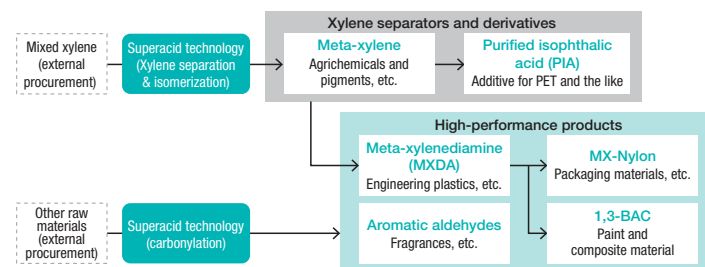 Xylene separators and derivatives
Mixed xylene
(external
procurement)
Superacid technology
(Xylene separation
& isomerization)
Meta-xylene
Agrichemicals and
pigments, etc.
Purified isophthalic
acid (PIA)
Additive for PET and the like
High-performance products
Meta-xylenediamine
(MXDA)
Engineering plastics, etc.
MX-Nylon
Packaging materials, etc.
Other raw
materials
(external
procurement)
Superacid technology
(carbonylation)
Aromatic aldehydes
Fragrances, etc.
1,3-BAC
Paint and
composite material